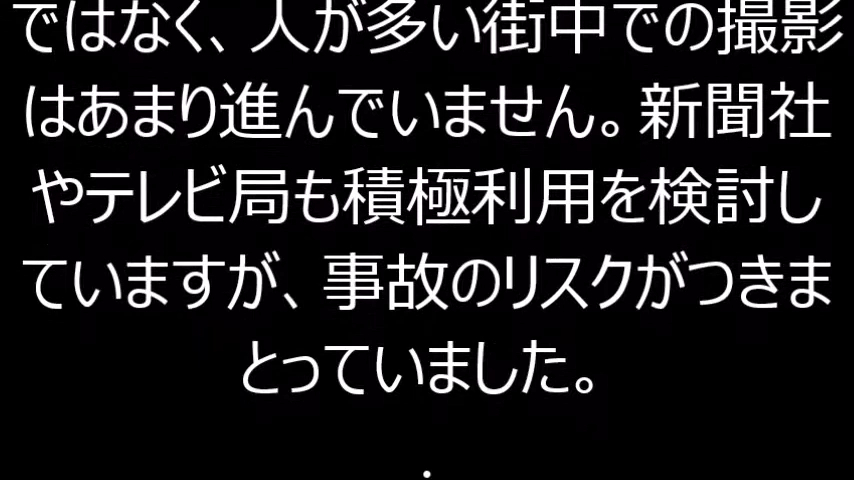 ではなく、人が多い街中での撮影
はあまり進んでいません。新聞社
やテレビ局も積極利用を検討し
ていますが、事故のリスクがつきま
とっていました。
.